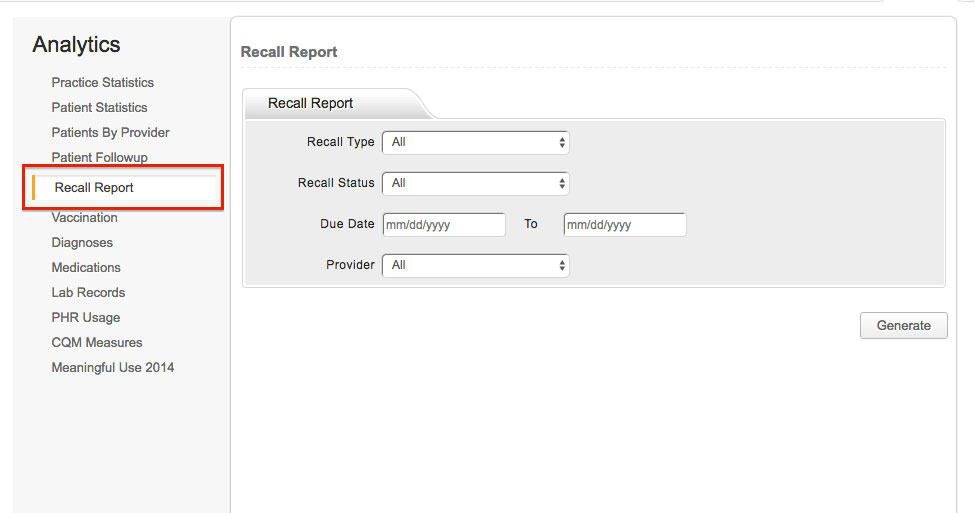 Analytics
Practice Statistics
Patient Statistics
Patients By Provider
Patient Followup
Recall Report
Vaccination
Diagnoses
Medications
Lab Records
PHR Usage
CQM Measures
Meaningful Use 2014
Recall Report
Recall Report
Recall Type All
Recall Status All
Due Date mm/dd/yyyy To mm/dd/yyyy
Provider All
Generate